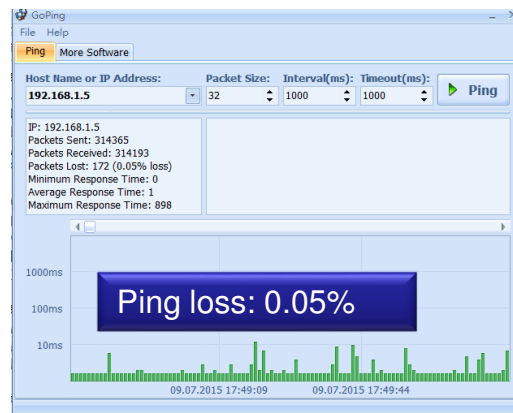 GoPing
File Help
Ping More Software
Host Name or IP Address: Packet Size: Interval(ms): Timeout(ms):
192.168.1.5 32 1000 1000 Ping
IP: 192.168.1.5
Packets Sent: 314365
Packets Received: 314193
Packets Lost: 172 (0.05% loss)
Minimum Response Time: 0
Average Response Time: 1
Maximum Response Time: 898
1000ms
Ping loss: 0.05%
100ms
10ms
09.07.2015 17:49:09 09.07.2015 17:49:44